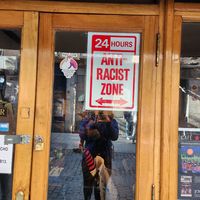 24 HOURS
ANTI
RACIST
ZONE